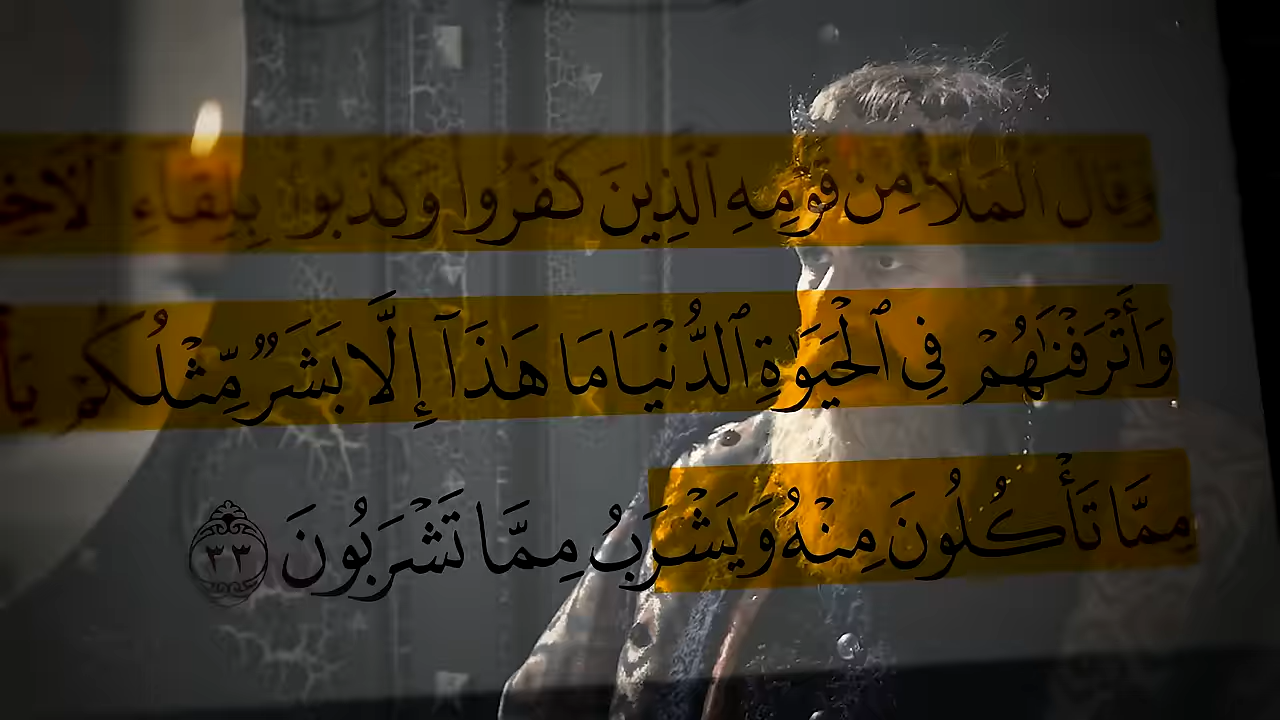 وَقَالَ ٱلْمَلَأُ مِن قَوْمِهِ ٱلَّذِينَ كَفَرُوا۟ وَكَذَّبُوا۟ بِلِقَآءِ
وَأَتْرَفْنَٰهُمْ فِى ٱلْحَيَوٰةِ ٱلدُّنْيَا مَا هَٰذَآ إِلَّا بَشَرٌ مِّثْلُكُمْ
مِمَّا تَأْكُلُونَ مِنْهُ وَيَشْرَبُ مِمَّا تَشْرَبُونَ ٣٣